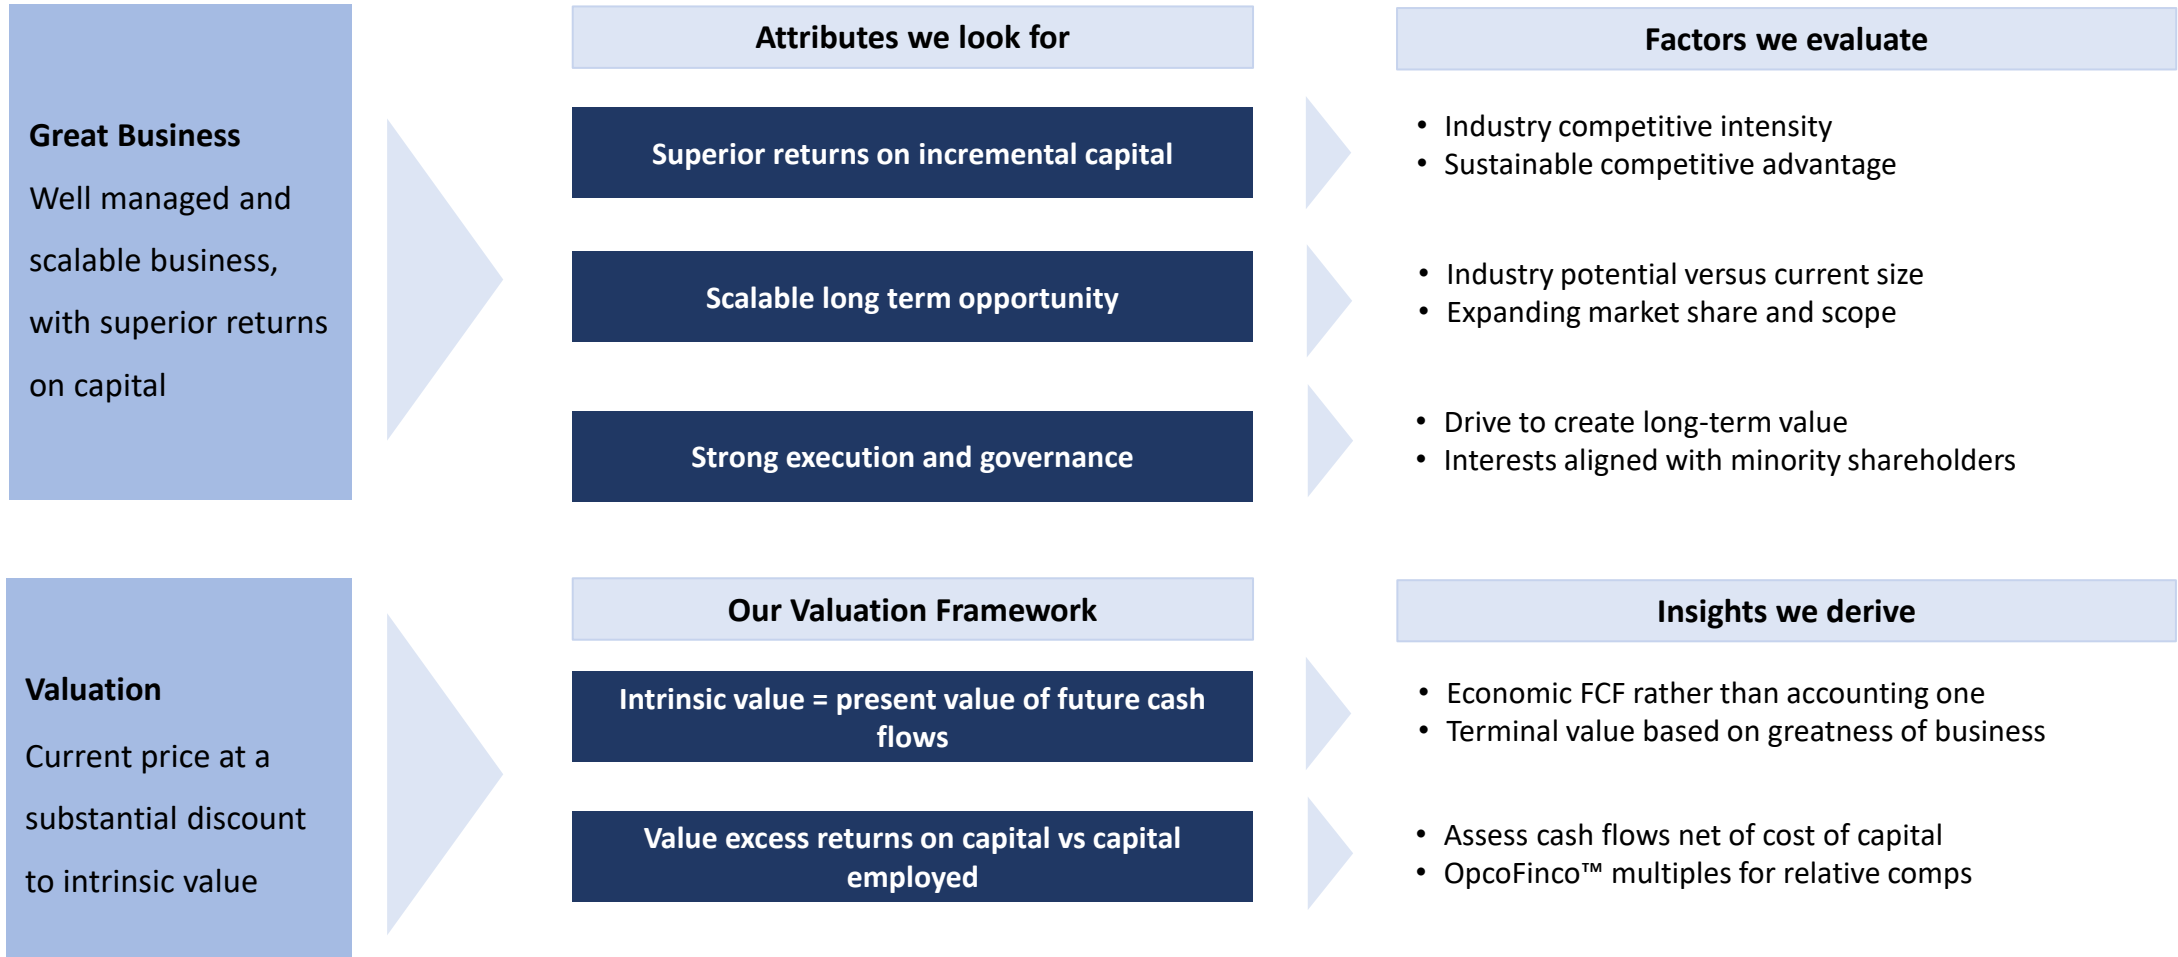 Great Business
Well managed and
scalable business,
with superior returns
on capital
Attributes we look for
Factors we evaluate
Superior returns on incremental capital
• Industry competitive intensity
• Sustainable competitive advantage
Scalable long term opportunity
• Industry potential versus current size
• Expanding market share and scope
Strong execution and governance
• Drive to create long-term value
• Interests aligned with minority shareholders
Valuation
Current price at a
substantial discount
to intrinsic value
Our Valuation Framework
Insights we derive
Intrinsic value = present value of future cash
flows
• Economic FCF rather than accounting one
• Terminal value based on greatness of business
Value excess returns on capital vs capital
employed
• Assess cash flows net of cost of capital
• OpcoFinco™ multiples for relative comps